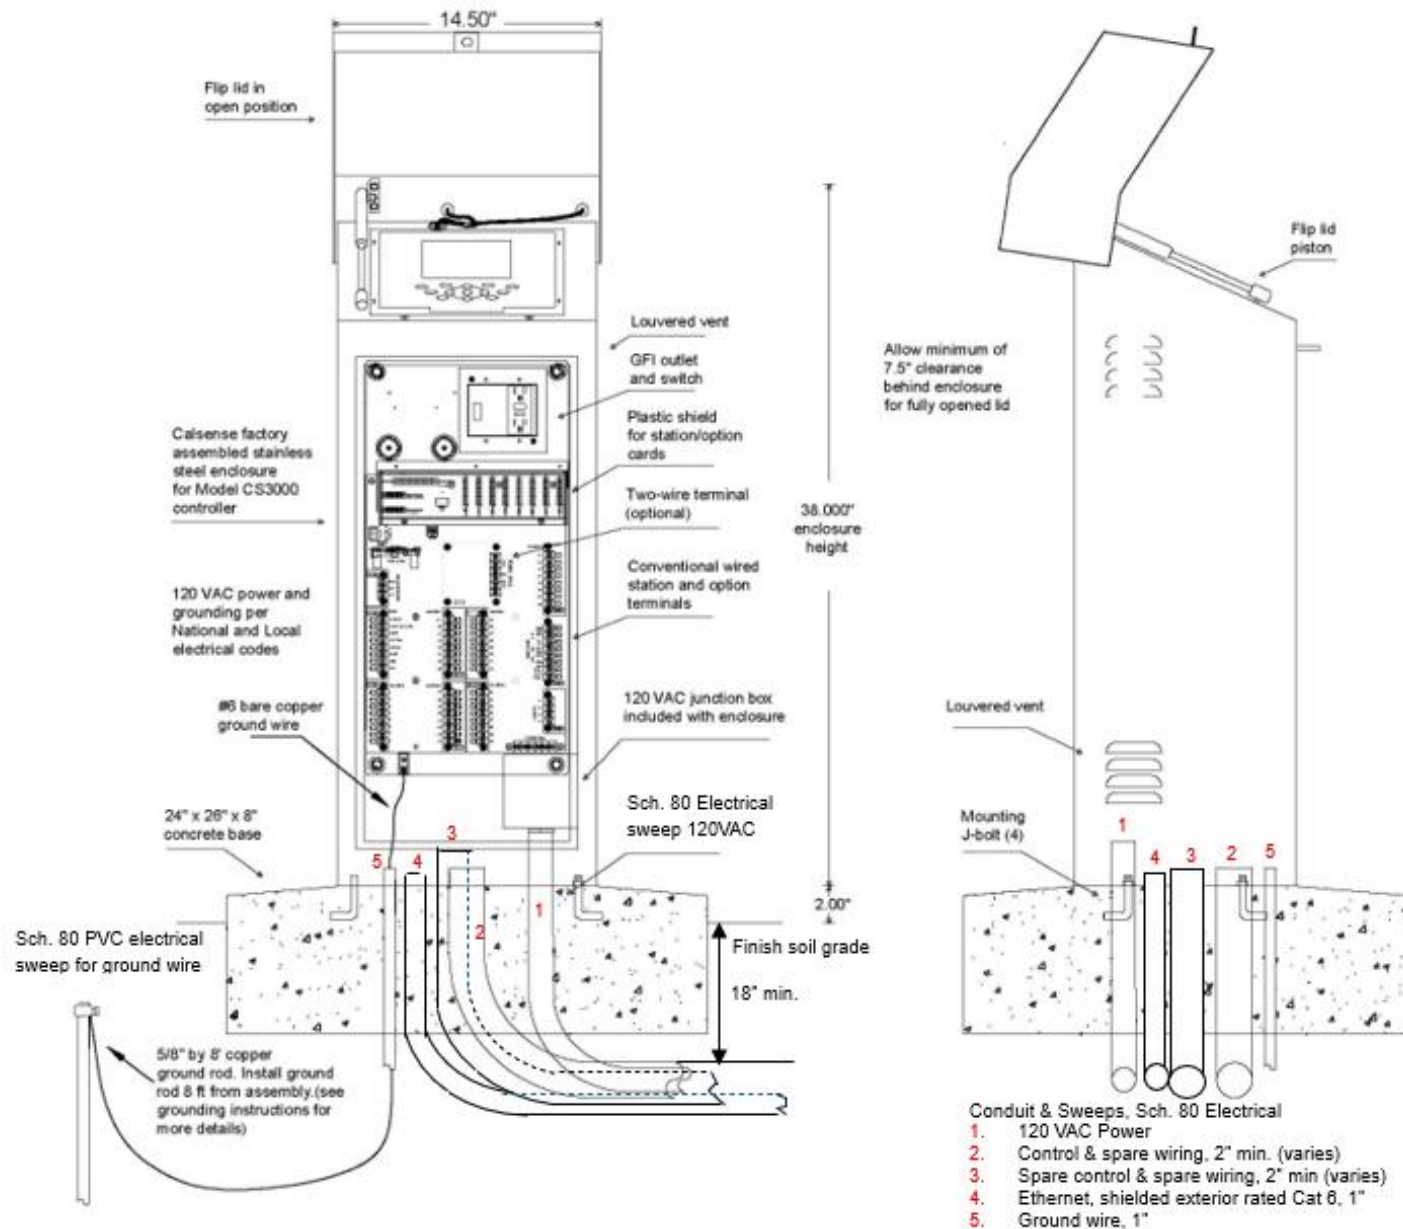 14.50"
Flip lid in
open position
Flip lid
piston
Louvered vent
GFI outlet
and switch
Allow minimum of
7.5" clearance
behind enclosure
for fully opened lid
Plastic shield
for station/option
cards
Calsense factory
assembled stainless
steel enclosure
for Model CS3000
controller
Two-wire terminal
(optional)
38.000"
enclosure
height
Conventional wired
station and option
terminals
120 VAC power and
grounding per
National and Local
electrical codes
#6 bare copper
ground wire
120 VAC junction box
included with enclosure
Louvered vent
24" x 26" x 8"
concrete base
Sch. 80 Electrical
sweep 120VAC
Mounting
J-bolt (4)
3
5
4
1
2
1
4
3
2
5
2.00"
Sch. 80 PVC electrical
sweep for ground wire
Finish soil grade
18" min.
5/8" by 8' copper
ground rod. Install ground
rod 8 ft from assembly.(see
grounding instructions for
more details)
Conduit & Sweeps, Sch. 80 Electrical
1. 120 VAC Power
2. Control & spare wiring, 2" min. (varies)
3. Spare control & spare wiring, 2" min (varies)
4. Ethernet, shielded exterior rated Cat 6, 1"
5. Ground wire, 1"